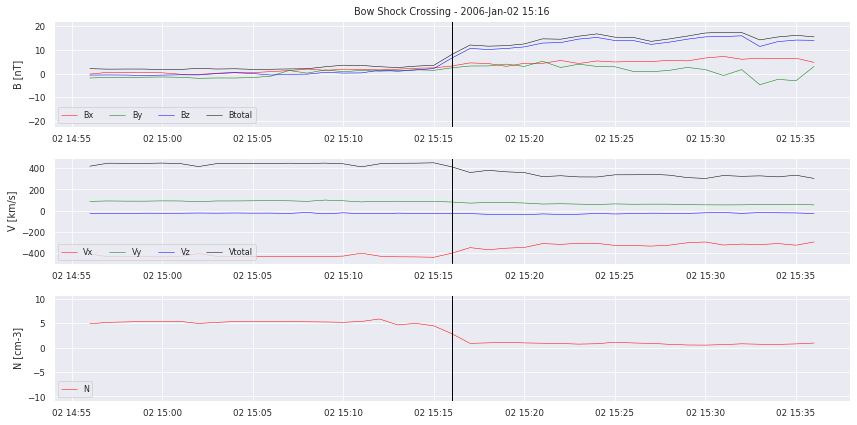 Bow Shock Crossing - 2006-Jan-02 15:16
B [nT]
20
10
0
−10
−20
Bx By Bz Btotal
02 14:55 02 15:00 02 15:05 02 15:10 02 15:15 02 15:20 02 15:25 02 15:30 02 15:35
V [km/s]
400
200
0
−200
−400
Vx Vy Vz Vtotal
02 14:55 02 15:00 02 15:05 02 15:10 02 15:15 02 15:20 02 15:25 02 15:30 02 15:35
N [cm-3]
10
5
0
−5
−10
N
02 14:55 02 15:00 02 15:05 02 15:10 02 15:15 02 15:20 02 15:25 02 15:30 02 15:35